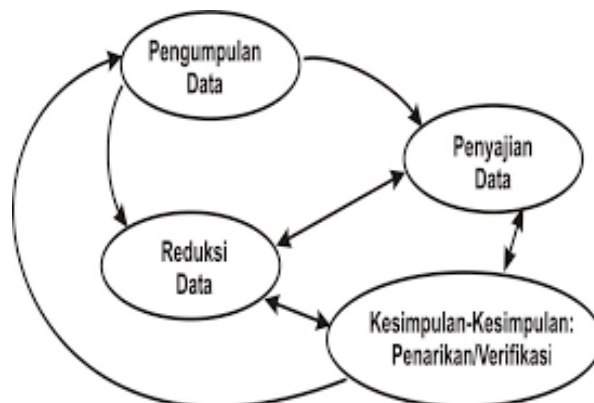 Pengumpulan
Data
Penyajian
Data
Reduksi
Data
Kesimpulan-Kesimpulan:
Penarikan/Verifikasi